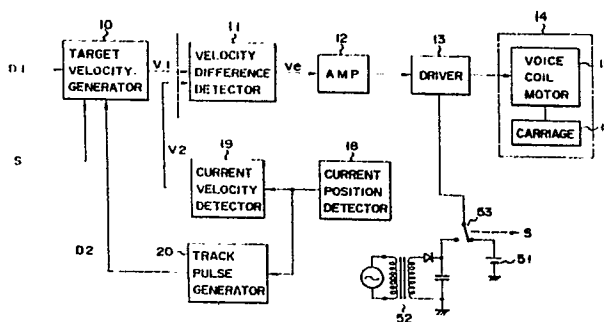 10
TARGET
VELOCITY
GENERATOR
D1
S
V1
11
VELOCITY
DIFFERENCE
DETECTOR
Ve
12
AMP
13
DRIVER
14
VOICE
COIL
MOTOR
CARRIAGE
V2
19
CURRENT
VELOCITY
DETECTOR
18
CURRENT
POSITION
DETECTOR
D2
20
TRACK
PULSE
GENERATOR
53
S
51
52